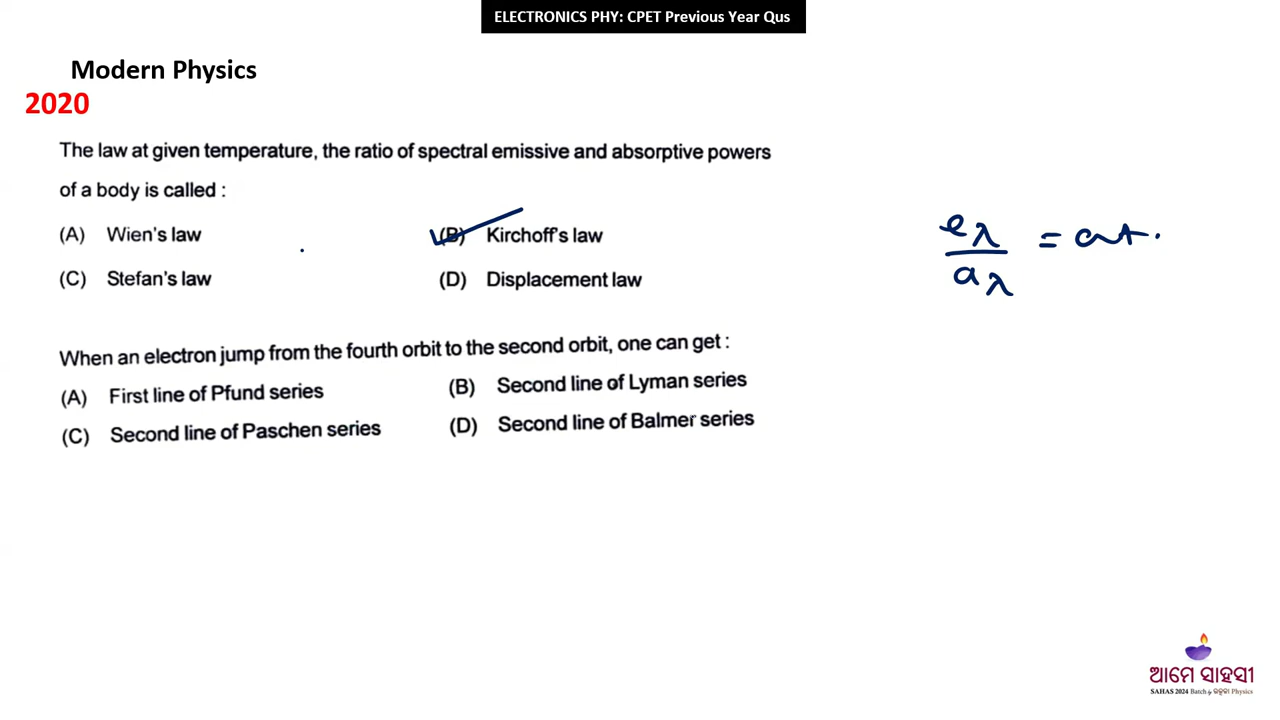 ELECTRONICS PHY: CPET Previous Year Qus
Modern Physics
2020
The law at given temperature, the ratio of spectral emissive and absorptive powers
of a body is called :
(A) Wien's law
(B) Kirchoff's law
(C) Stefan's law
(D) Displacement law
eλ
aλ
=
When an electron jump from the fourth orbit to the second orbit, one can get :
(A) First line of Pfund series
(B) Second line of Lyman series
(C) Second line of Paschen series
(D) Second line of Balmer series
ଆମେ ସାହସୀ
SAHAS 2024 Batch by Physics